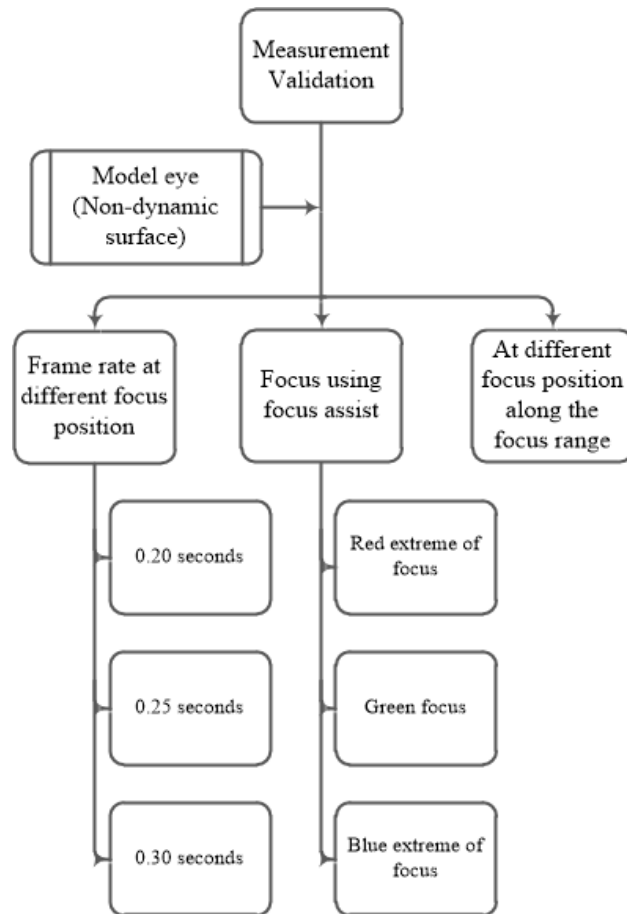 Measurement
Validation
Model eye
(Non-dynamic
surface)
Frame rate at
different focus
position
Focus using
focus assist
At different
focus position
along the
focus range
0.20 seconds
Red extreme of
focus
0.25 seconds
Green focus
0.30 seconds
Blue extreme of
focus